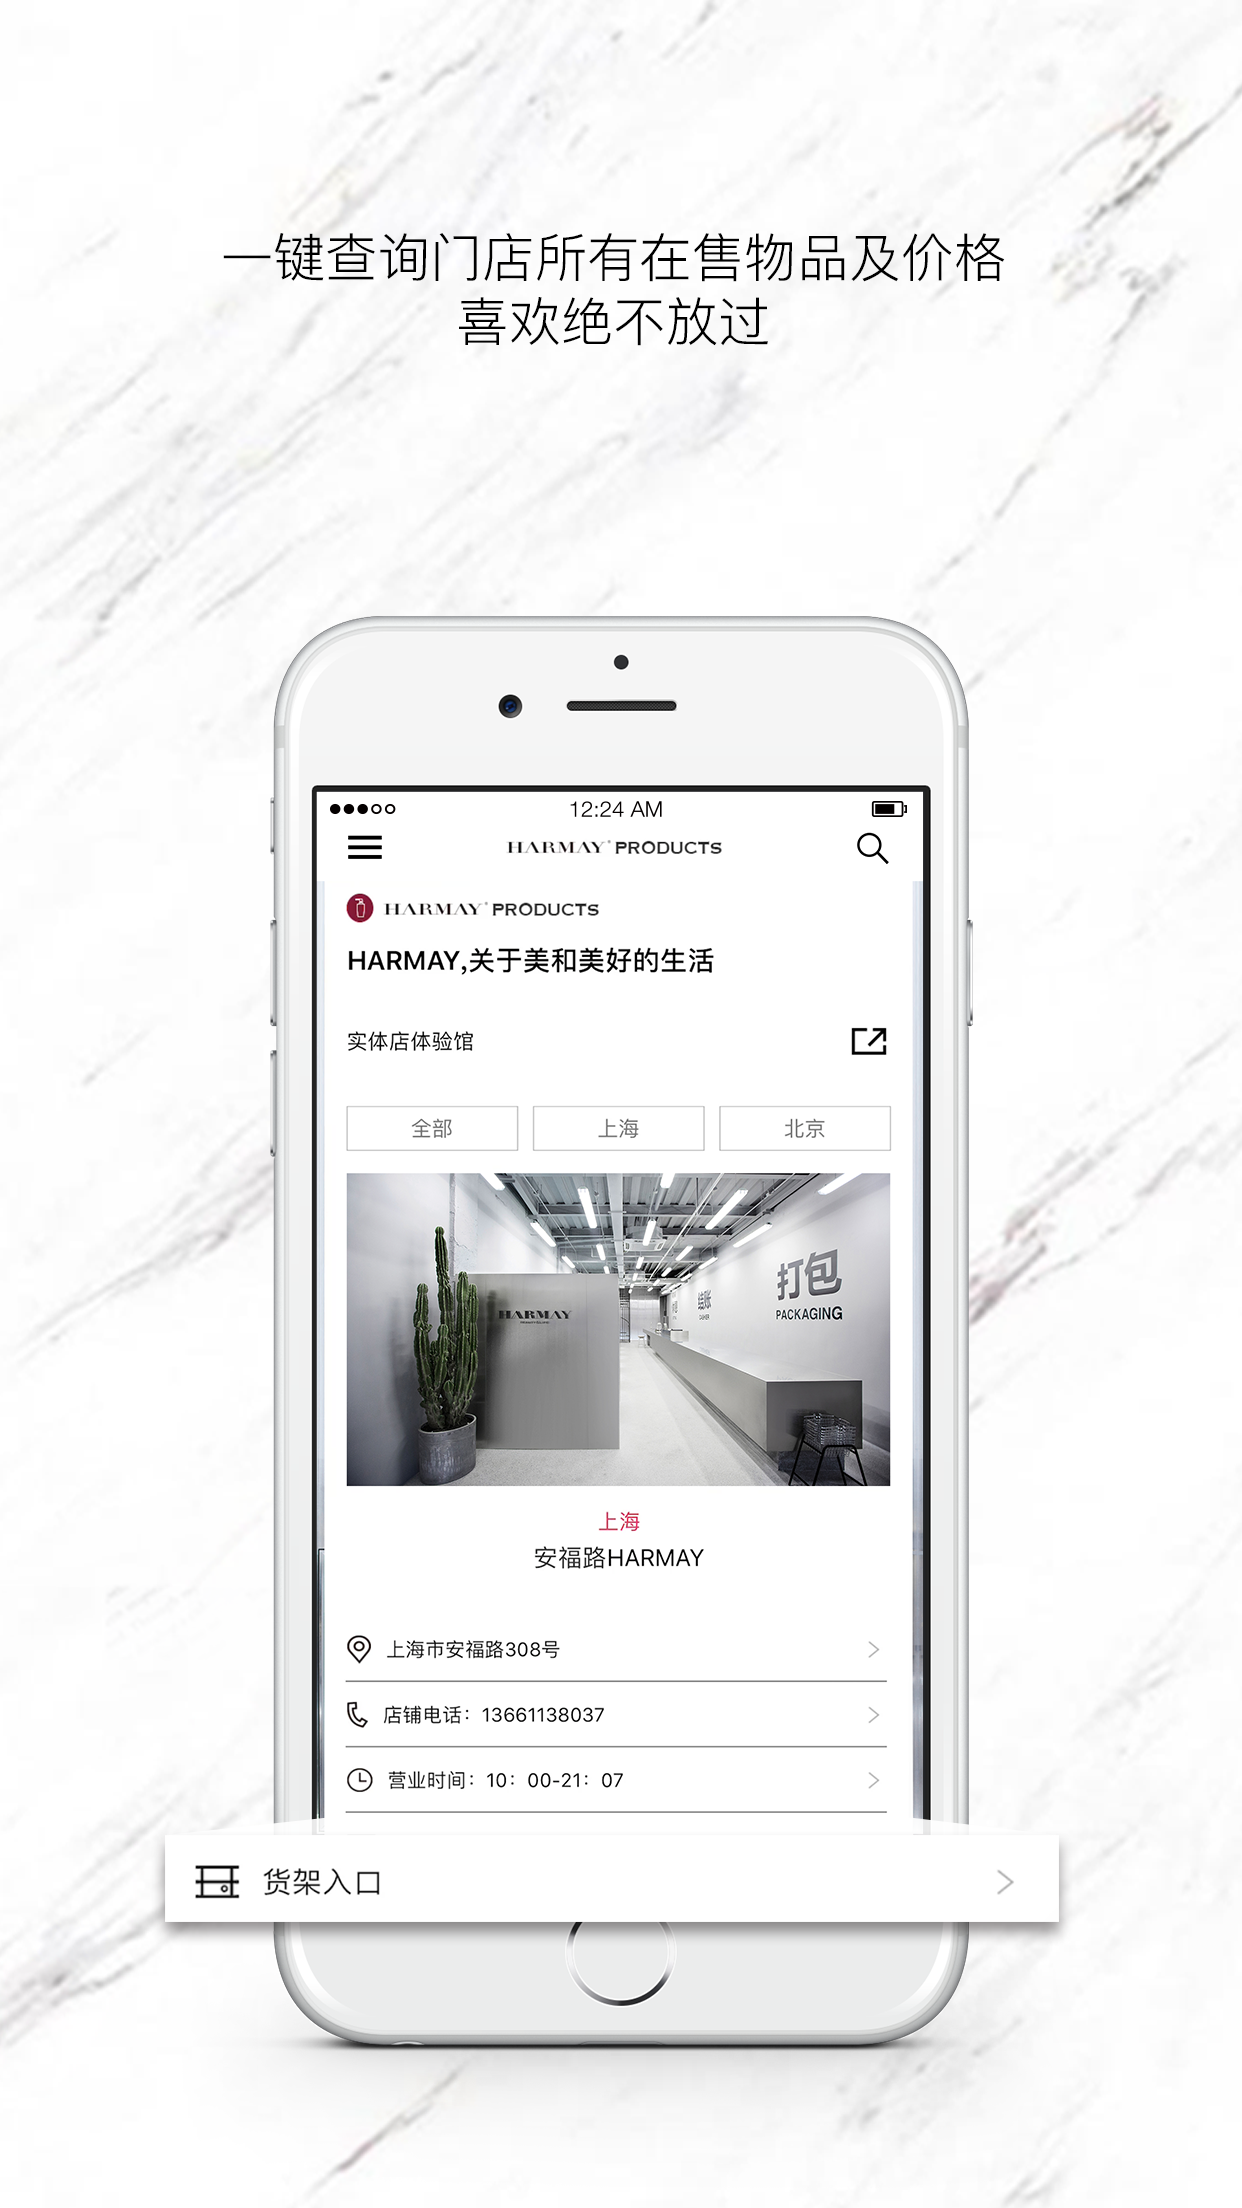 一键查询门店所有在售物品及价格
喜欢绝不放过
12:24 AM
HARMAY PRODUCTS
HARMAY PRODUCTS
HARMAY,关于美和美好的生活
实体店体验馆
全部
上海
北京
打包
PACKAGING
结账
CASHIER
HARMAY
上海
安福路HARMAY
上海市安福路308号
店铺电话：13661138037
营业时间：10：00-21：07
货架入口